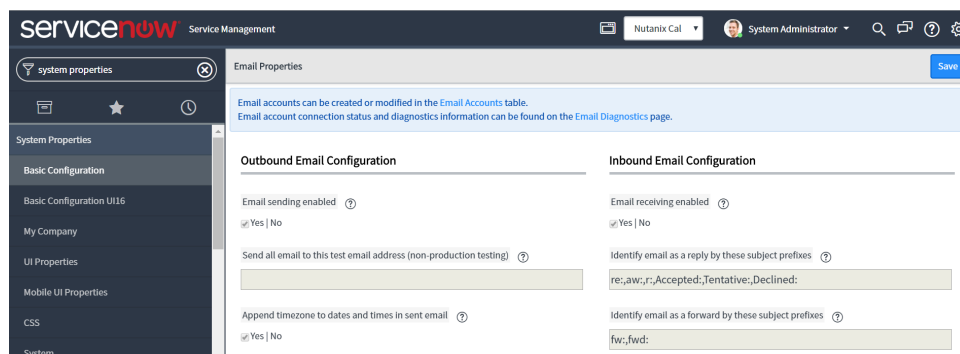 servicenow Service Management
Nutanix Cal
System Administrator
system properties
Email Properties
Save
Email accounts can be created or modified in the Email Accounts table.
Email account connection status and diagnostics information can be found on the Email Diagnostics page.
System Properties
Basic Configuration
Basic Configuration UI16
My Company
UI Properties
Mobile UI Properties
CSS
System
Outbound Email Configuration
Email sending enabled ?
Yes | No
Send all email to this test email address (non-production testing) ?
Append timezone to dates and times in sent email ?
Yes | No
Inbound Email Configuration
Email receiving enabled ?
Yes | No
Identify email as a reply by these subject prefixes ?
re:,aw:,r:,Accepted:,Tentative:,Declined:
Identify email as a forward by these subject prefixes ?
fw:,fwd: